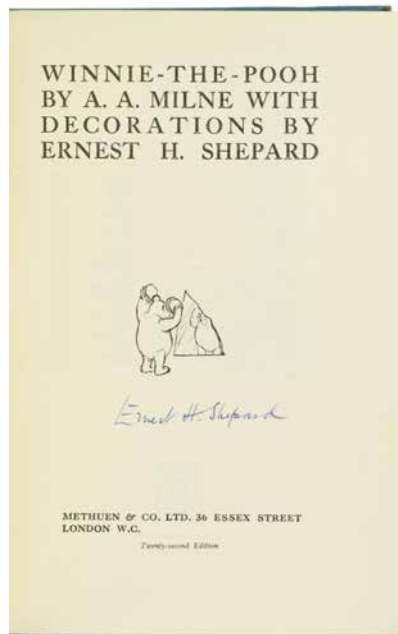 WINNIE-THE-POOH
BY A. A. MILNE WITH
DECORATIONS BY
ERNEST H. SHEPARD
Ernest H. Shepard
METHUEN & CO. LTD. 36 ESSEX STREET
LONDON W.C.
Twenty-second Edition